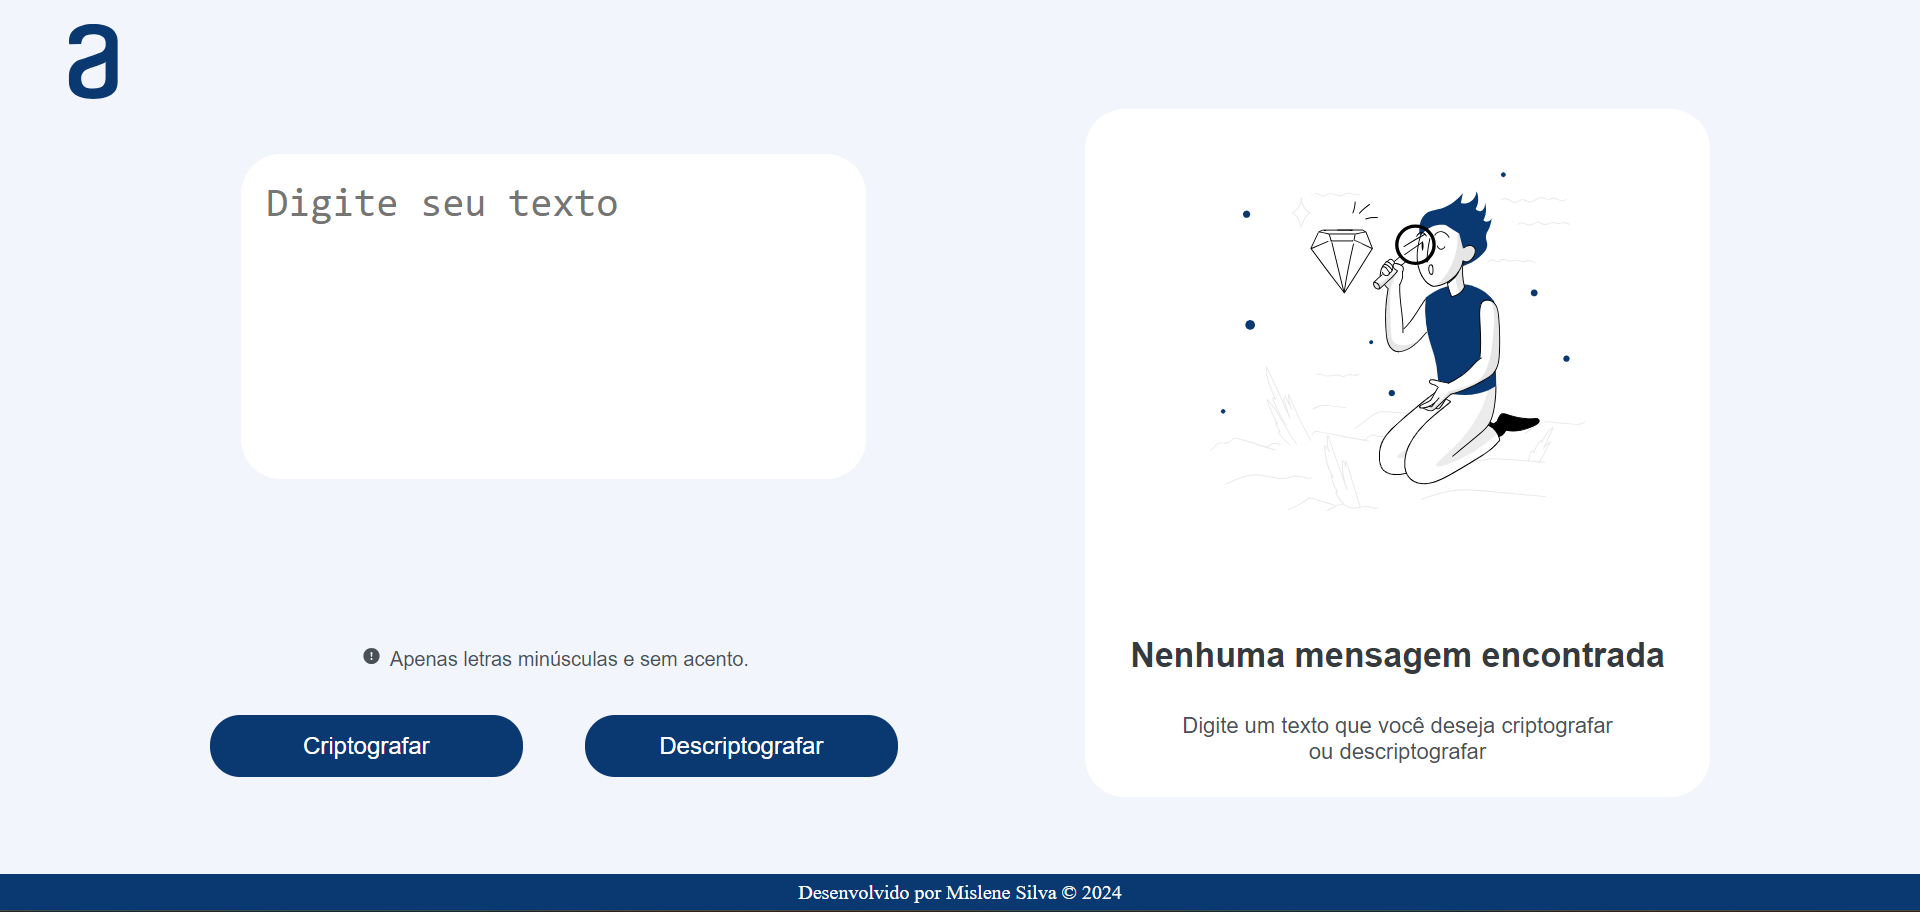 a
Digite seu texto
Apenas letras minúsculas e sem acento.
Criptografar
Descriptografar
Nenhuma mensagem encontrada
Digite um texto que você deseja criptografar
ou descriptografar
Desenvolvido por Mislene Silva © 2024